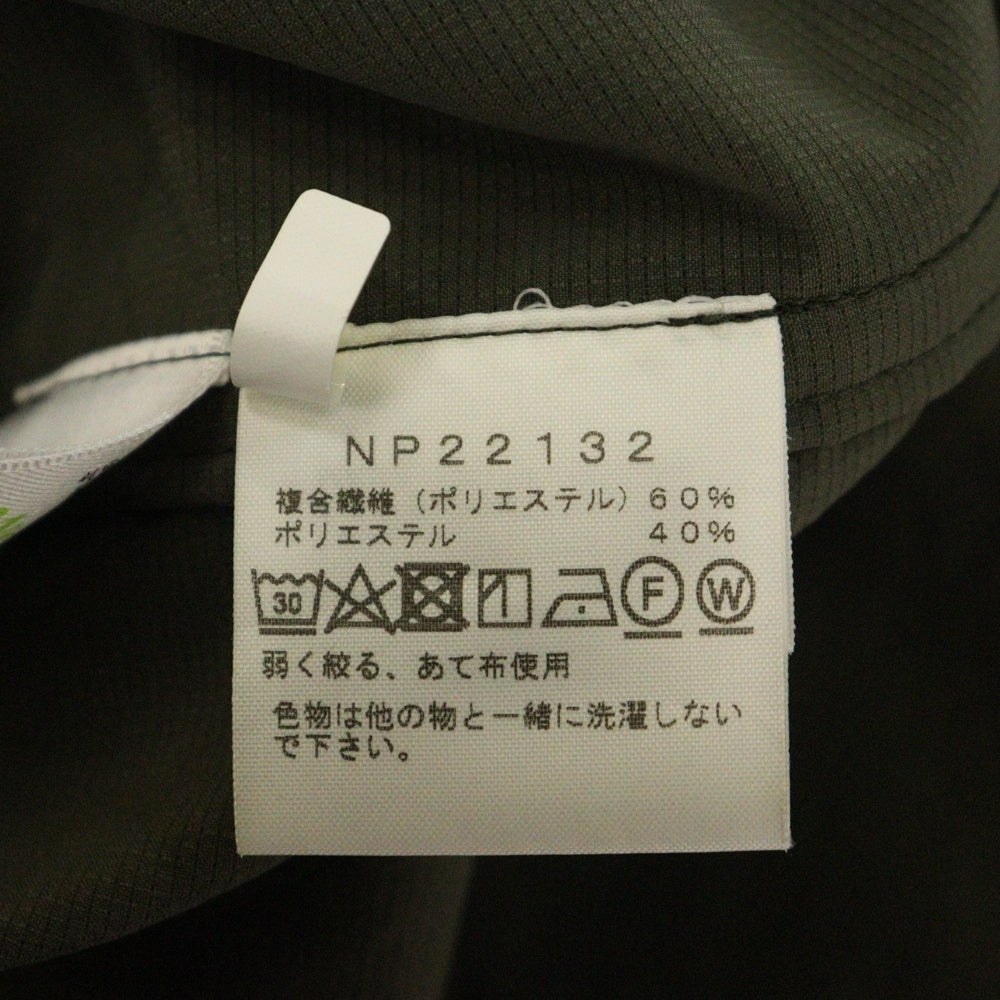 NP22132
複合繊維（ポリエステル）60%
ポリエステル 40%
30 F W
弱く絞る、あて布使用
色物は他の物と一緒に洗濯しない
で下さい。